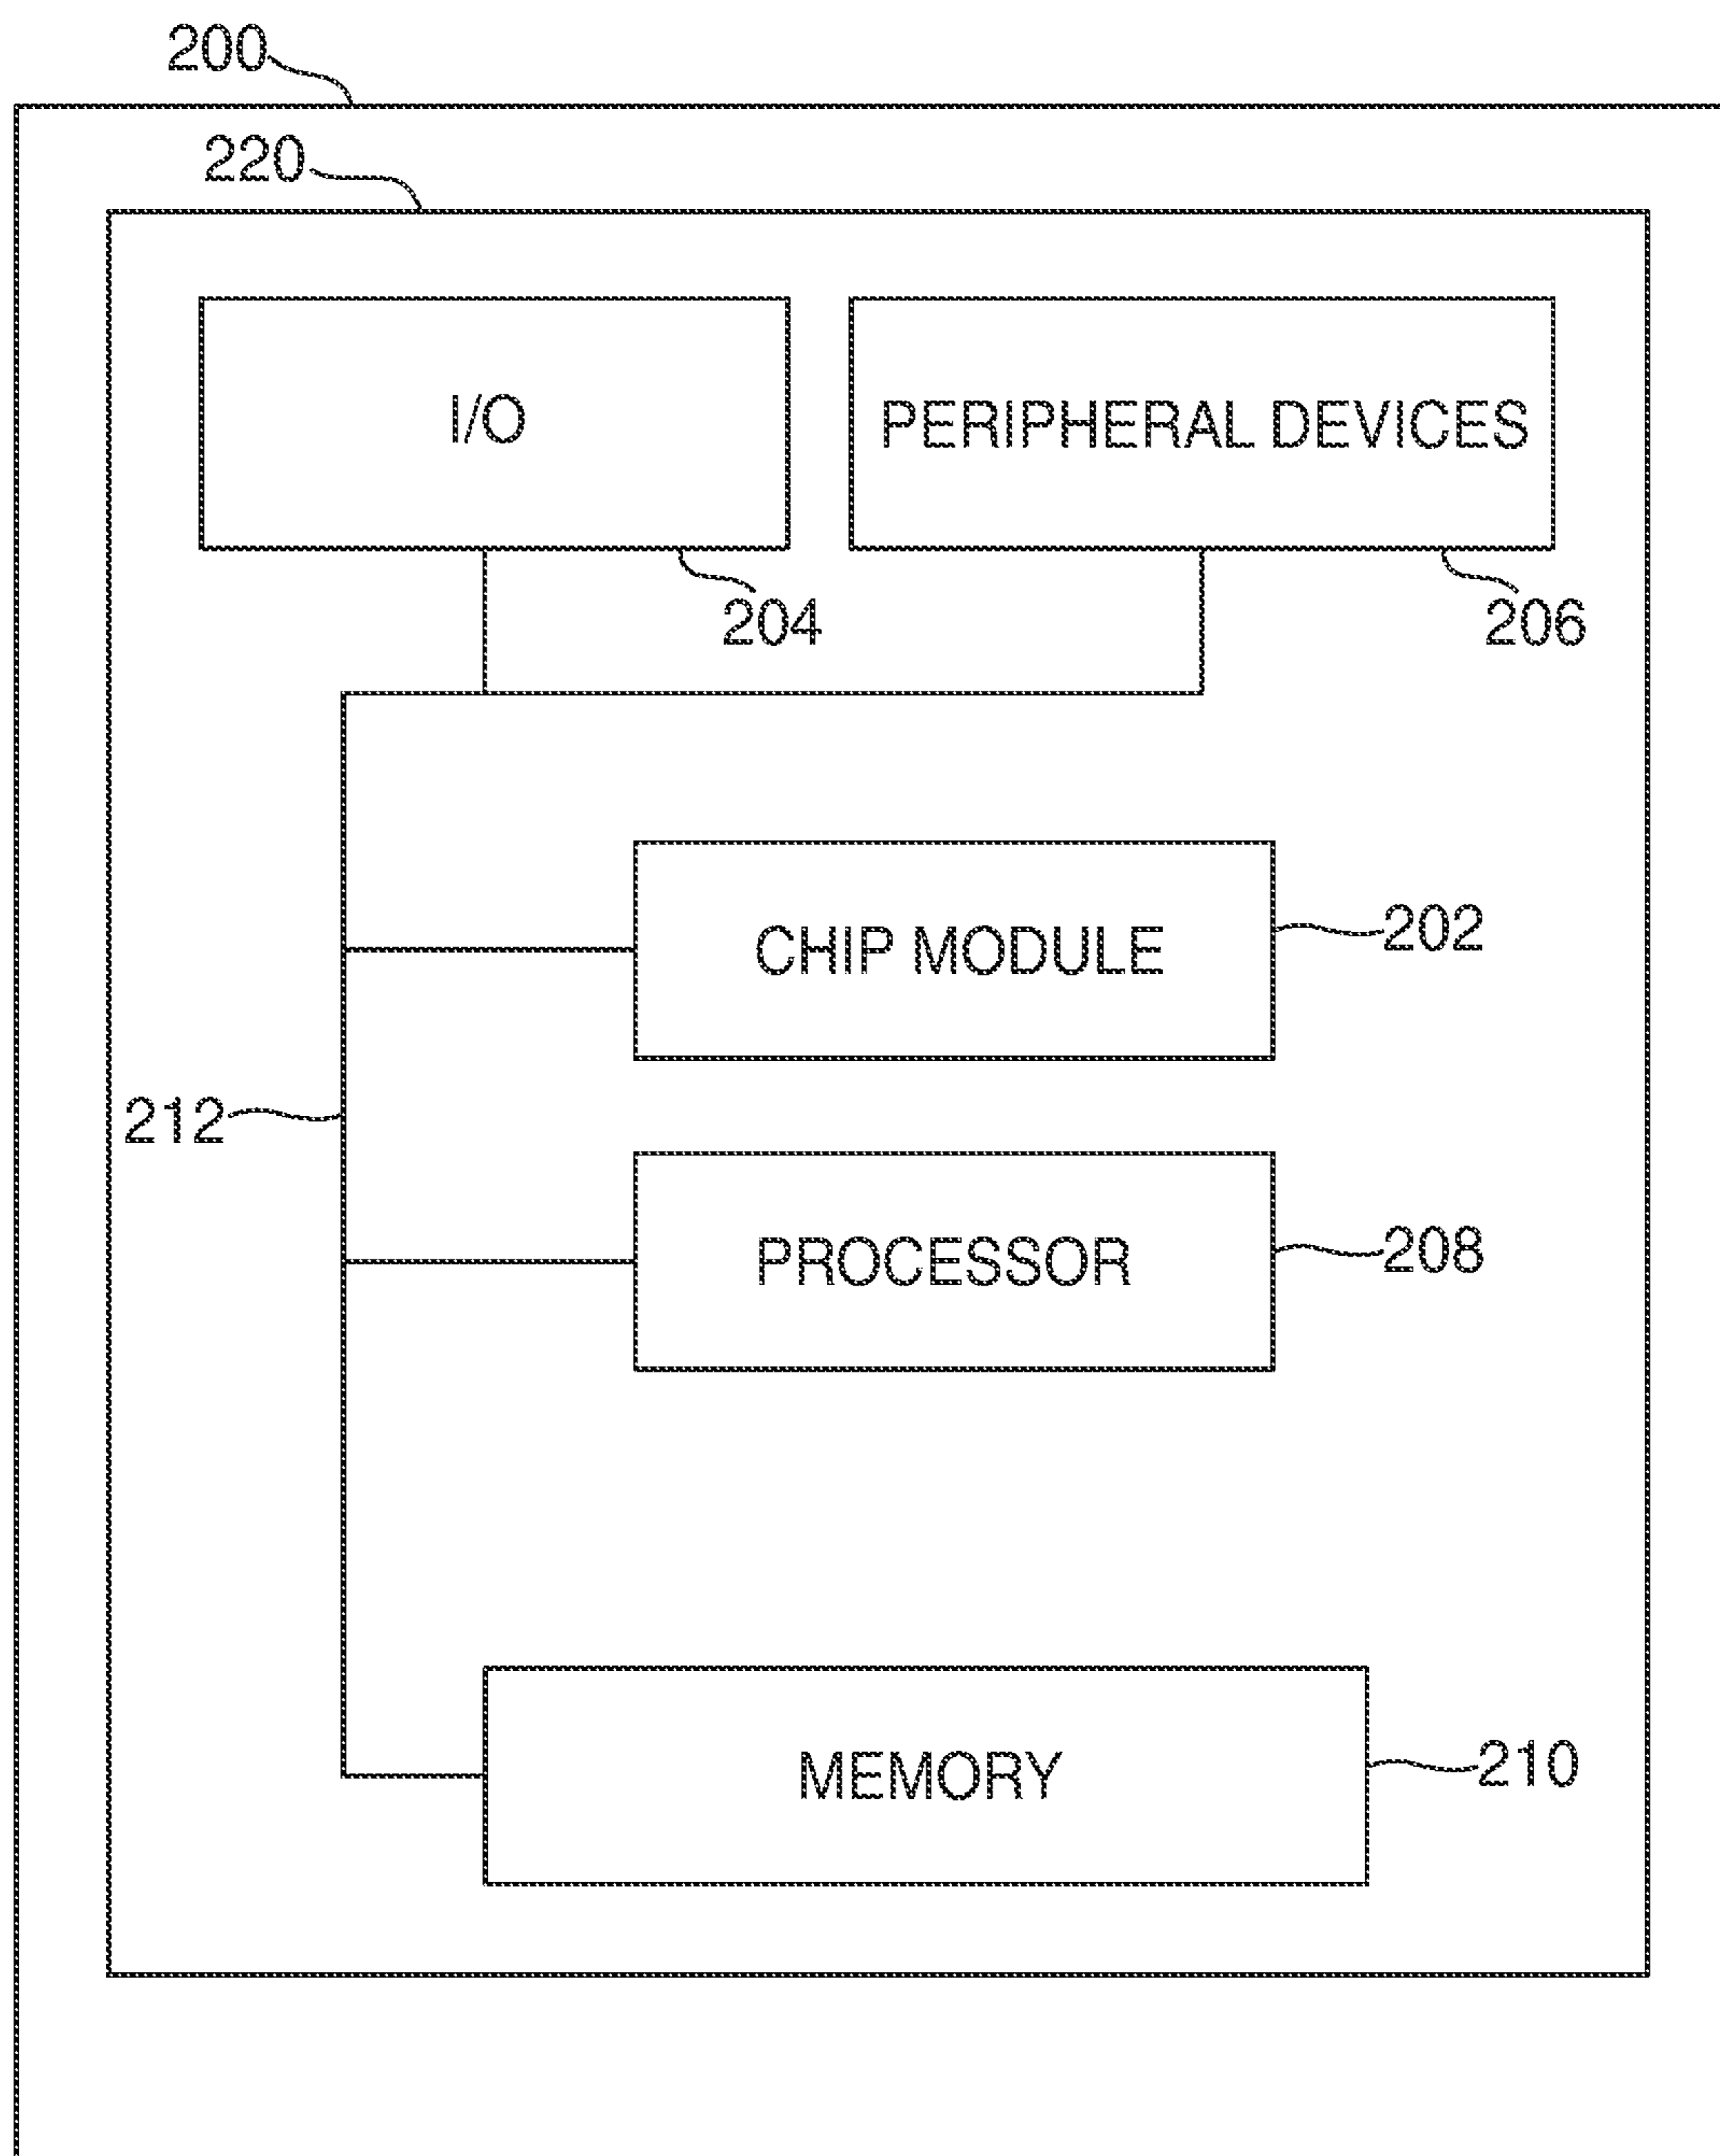 200
220
I/O
PERIPHERAL DEVICES
204
206
CHIP MODULE
202
212
PROCESSOR
208
MEMORY
210